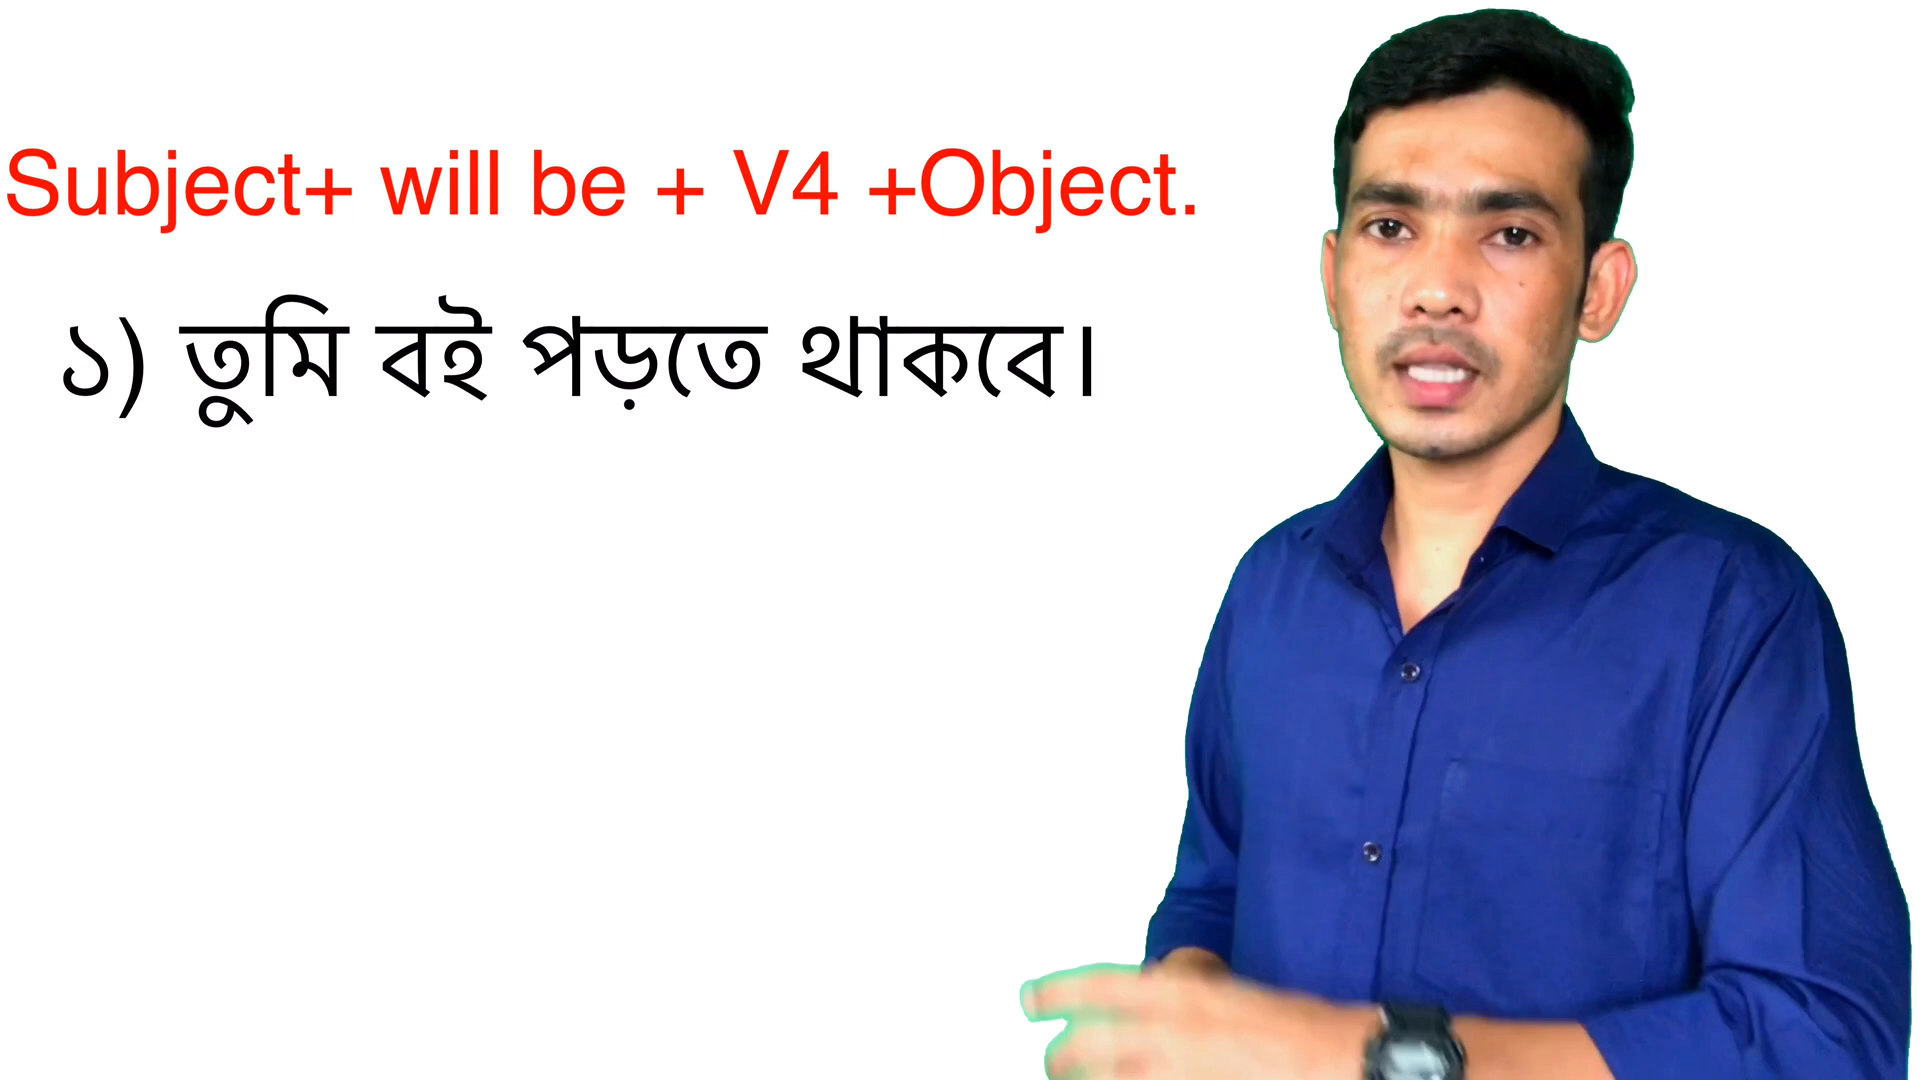 Subject+ will be + V4 +Object.
১) তুমি বই পড়তে থাকবে।